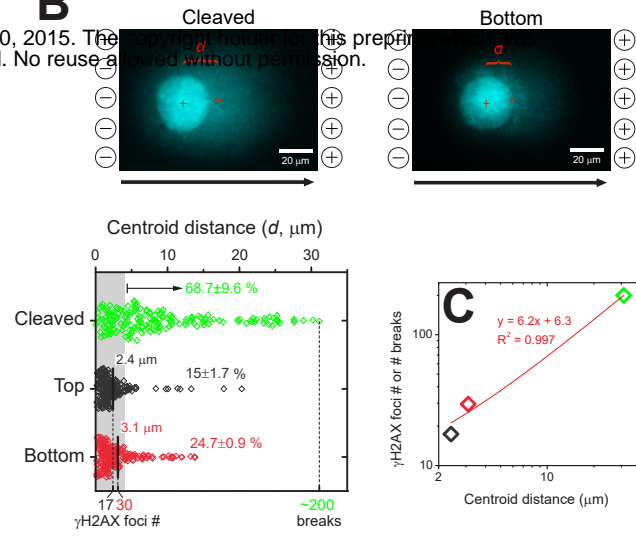 B
Cleaved
Bottom
0, 2015. The copyright holder for this preprint (which was
l. No reuse allowed without permission.
d
d
− − − − −
+ + + + +
− − − − −
+ + + + +
20 μm
20 μm
Centroid distance (d, μm)
0 10 20 30
68.7±9.6 %
Cleaved
2.4 μm
15±1.7 %
Top
3.1 μm
24.7±0.9 %
Bottom
17 30 ~200
γH2AX foci # breaks
C
y = 6.2x + 6.3
R² = 0.997
100
10
2 10
γH2AX foci # or # breaks
Centroid distance (μm)